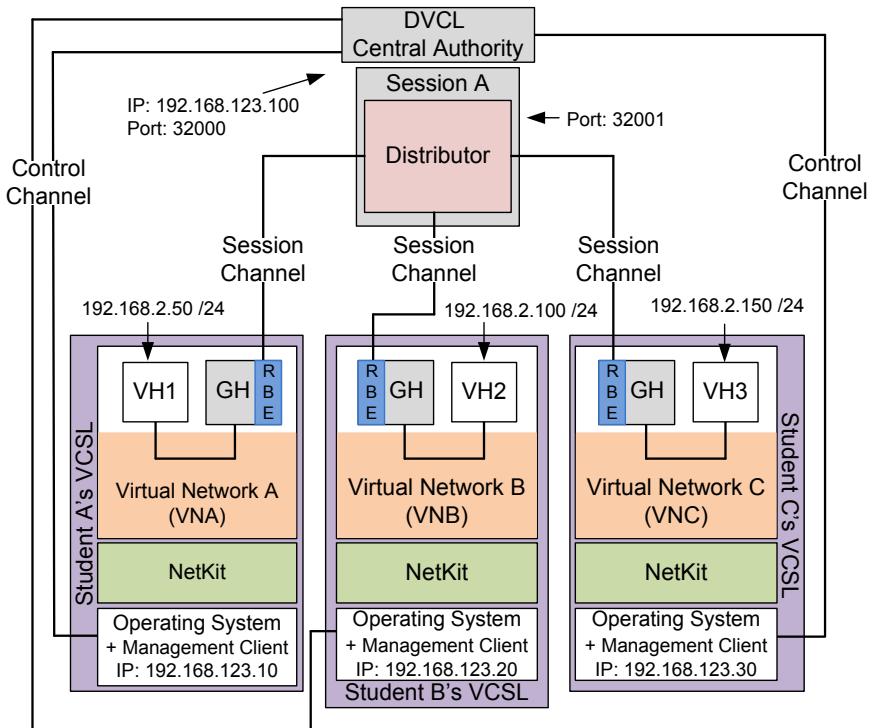 DVCL
Central Authority
Session A
IP: 192.168.123.100
Port: 32000
Port: 32001
Distributor
Control
Channel
Control
Channel
Session
Channel
Session
Channel
Session
Channel
192.168.2.50 /24
192.168.2.100 /24
192.168.2.150 /24
VH1
GH
RBE
RBE
GH
VH2
RBE
GH
VH3
Student A's VCSL
Virtual Network A
(VNA)
Virtual Network B
(VNB)
Virtual Network C
(VNC)
Student C's VCSL
NetKit
NetKit
NetKit
Operating System
+ Management Client
IP: 192.168.123.10
Operating System
+ Management Client
IP: 192.168.123.20
Operating System
+ Management Client
IP: 192.168.123.30
Student B's VCSL